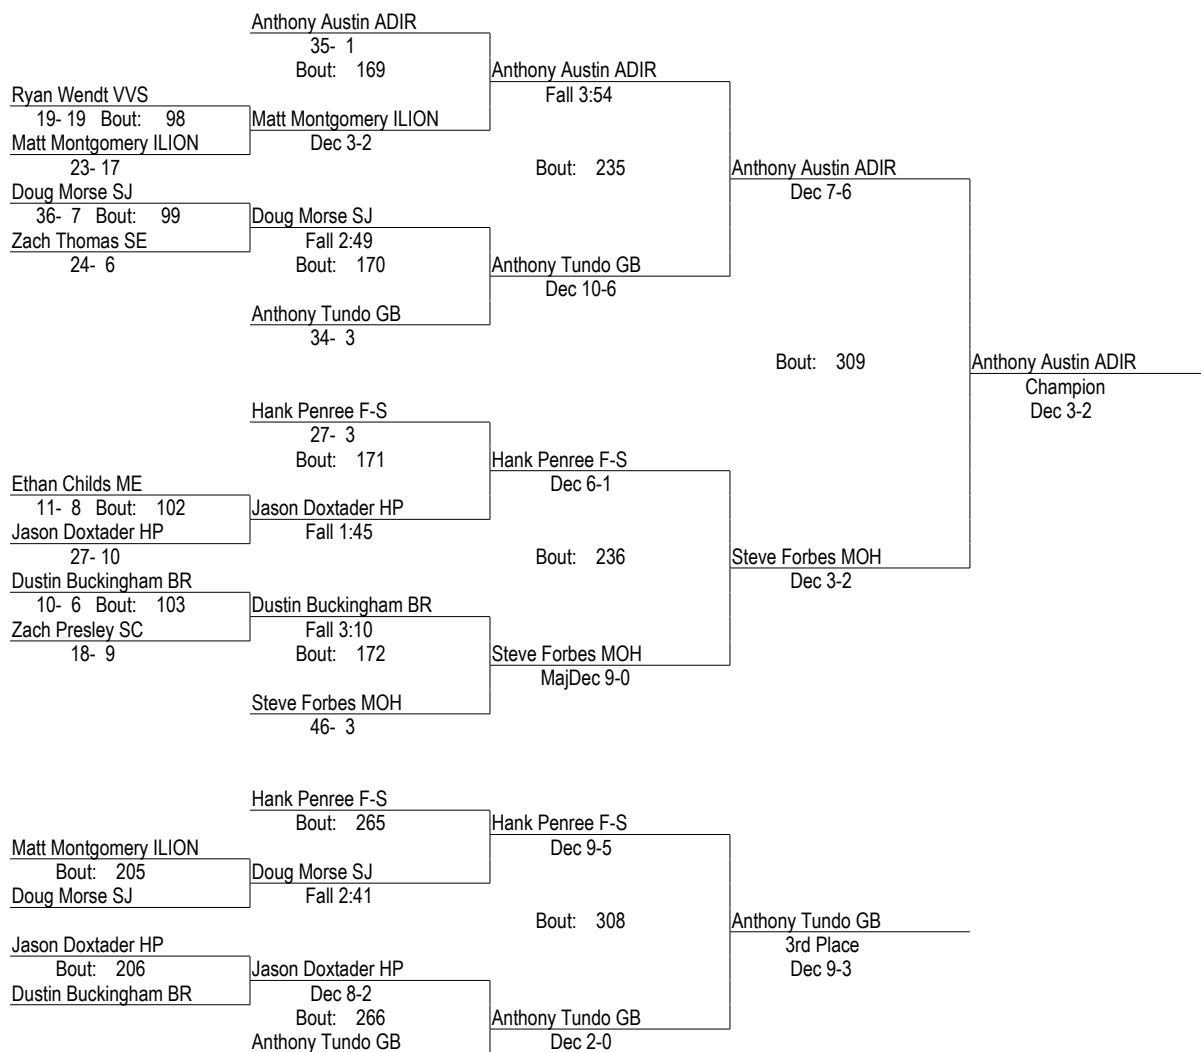 Anthony Austin ADIR
35- 1
Bout: 169
Anthony Austin ADIR
Fall 3:54
Ryan Wendt VVS
19- 19 Bout: 98
Matt Montgomery ILION
Dec 3-2
Matt Montgomery ILION
23- 17
Bout: 235
Anthony Austin ADIR
Dec 7-6
Doug Morse SJ
36- 7 Bout: 99
Doug Morse SJ
Fall 2:49
Zach Thomas SE
24- 6
Bout: 170
Anthony Tundo GB
Dec 10-6
Anthony Tundo GB
34- 3
Bout: 309
Anthony Austin ADIR
Champion
Dec 3-2
Hank Penree F-S
27- 3
Bout: 171
Hank Penree F-S
Dec 6-1
Ethan Childs ME
11- 8 Bout: 102
Jason Doxtader HP
Fall 1:45
Jason Doxtader HP
27- 10
Bout: 236
Steve Forbes MOH
Dec 3-2
Dustin Buckingham BR
10- 6 Bout: 103
Dustin Buckingham BR
Fall 3:10
Zach Presley SC
18- 9
Bout: 172
Steve Forbes MOH
MajDec 9-0
Steve Forbes MOH
46- 3
Hank Penree F-S
Bout: 265
Hank Penree F-S
Dec 9-5
Matt Montgomery ILION
Bout: 205
Doug Morse SJ
Fall 2:41
Doug Morse SJ
Bout: 308
Anthony Tundo GB
3rd Place
Dec 9-3
Jason Doxtader HP
Bout: 206
Jason Doxtader HP
Dec 8-2
Dustin Buckingham BR
Bout: 266
Anthony Tundo GB
Dec 2-0
Anthony Tundo GB